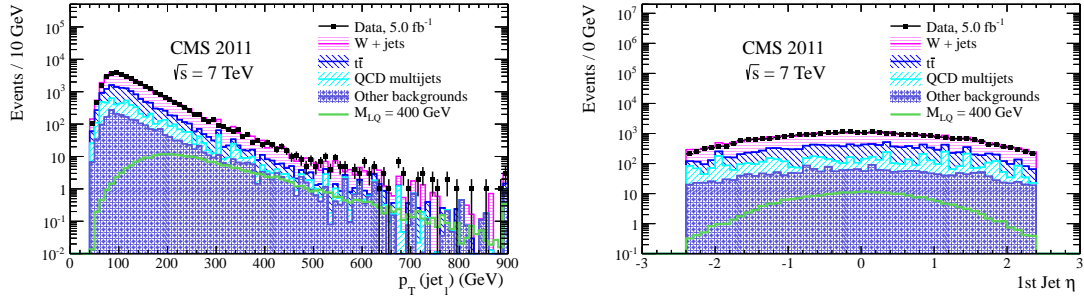 Events / 10 GeV
10⁵
10⁴
10³
10²
10
1
10⁻¹
10⁻²
0 100 200 300 400 500 600 700 800 900
p_T (jet_1) (GeV)
CMS 2011
√s = 7 TeV
Data, 5.0 fb⁻¹
W + jets
tt̄
QCD multijets
Other backgrounds
M_LQ = 400 GeV
Events / 0 GeV
10⁷
10⁶
10⁵
10⁴
10³
10²
10
1
10⁻¹
-3 -2 -1 0 1 2 3
1st Jet η
CMS 2011
√s = 7 TeV
Data, 5.0 fb⁻¹
W + jets
tt̄
QCD multijets
Other backgrounds
M_LQ = 400 GeV